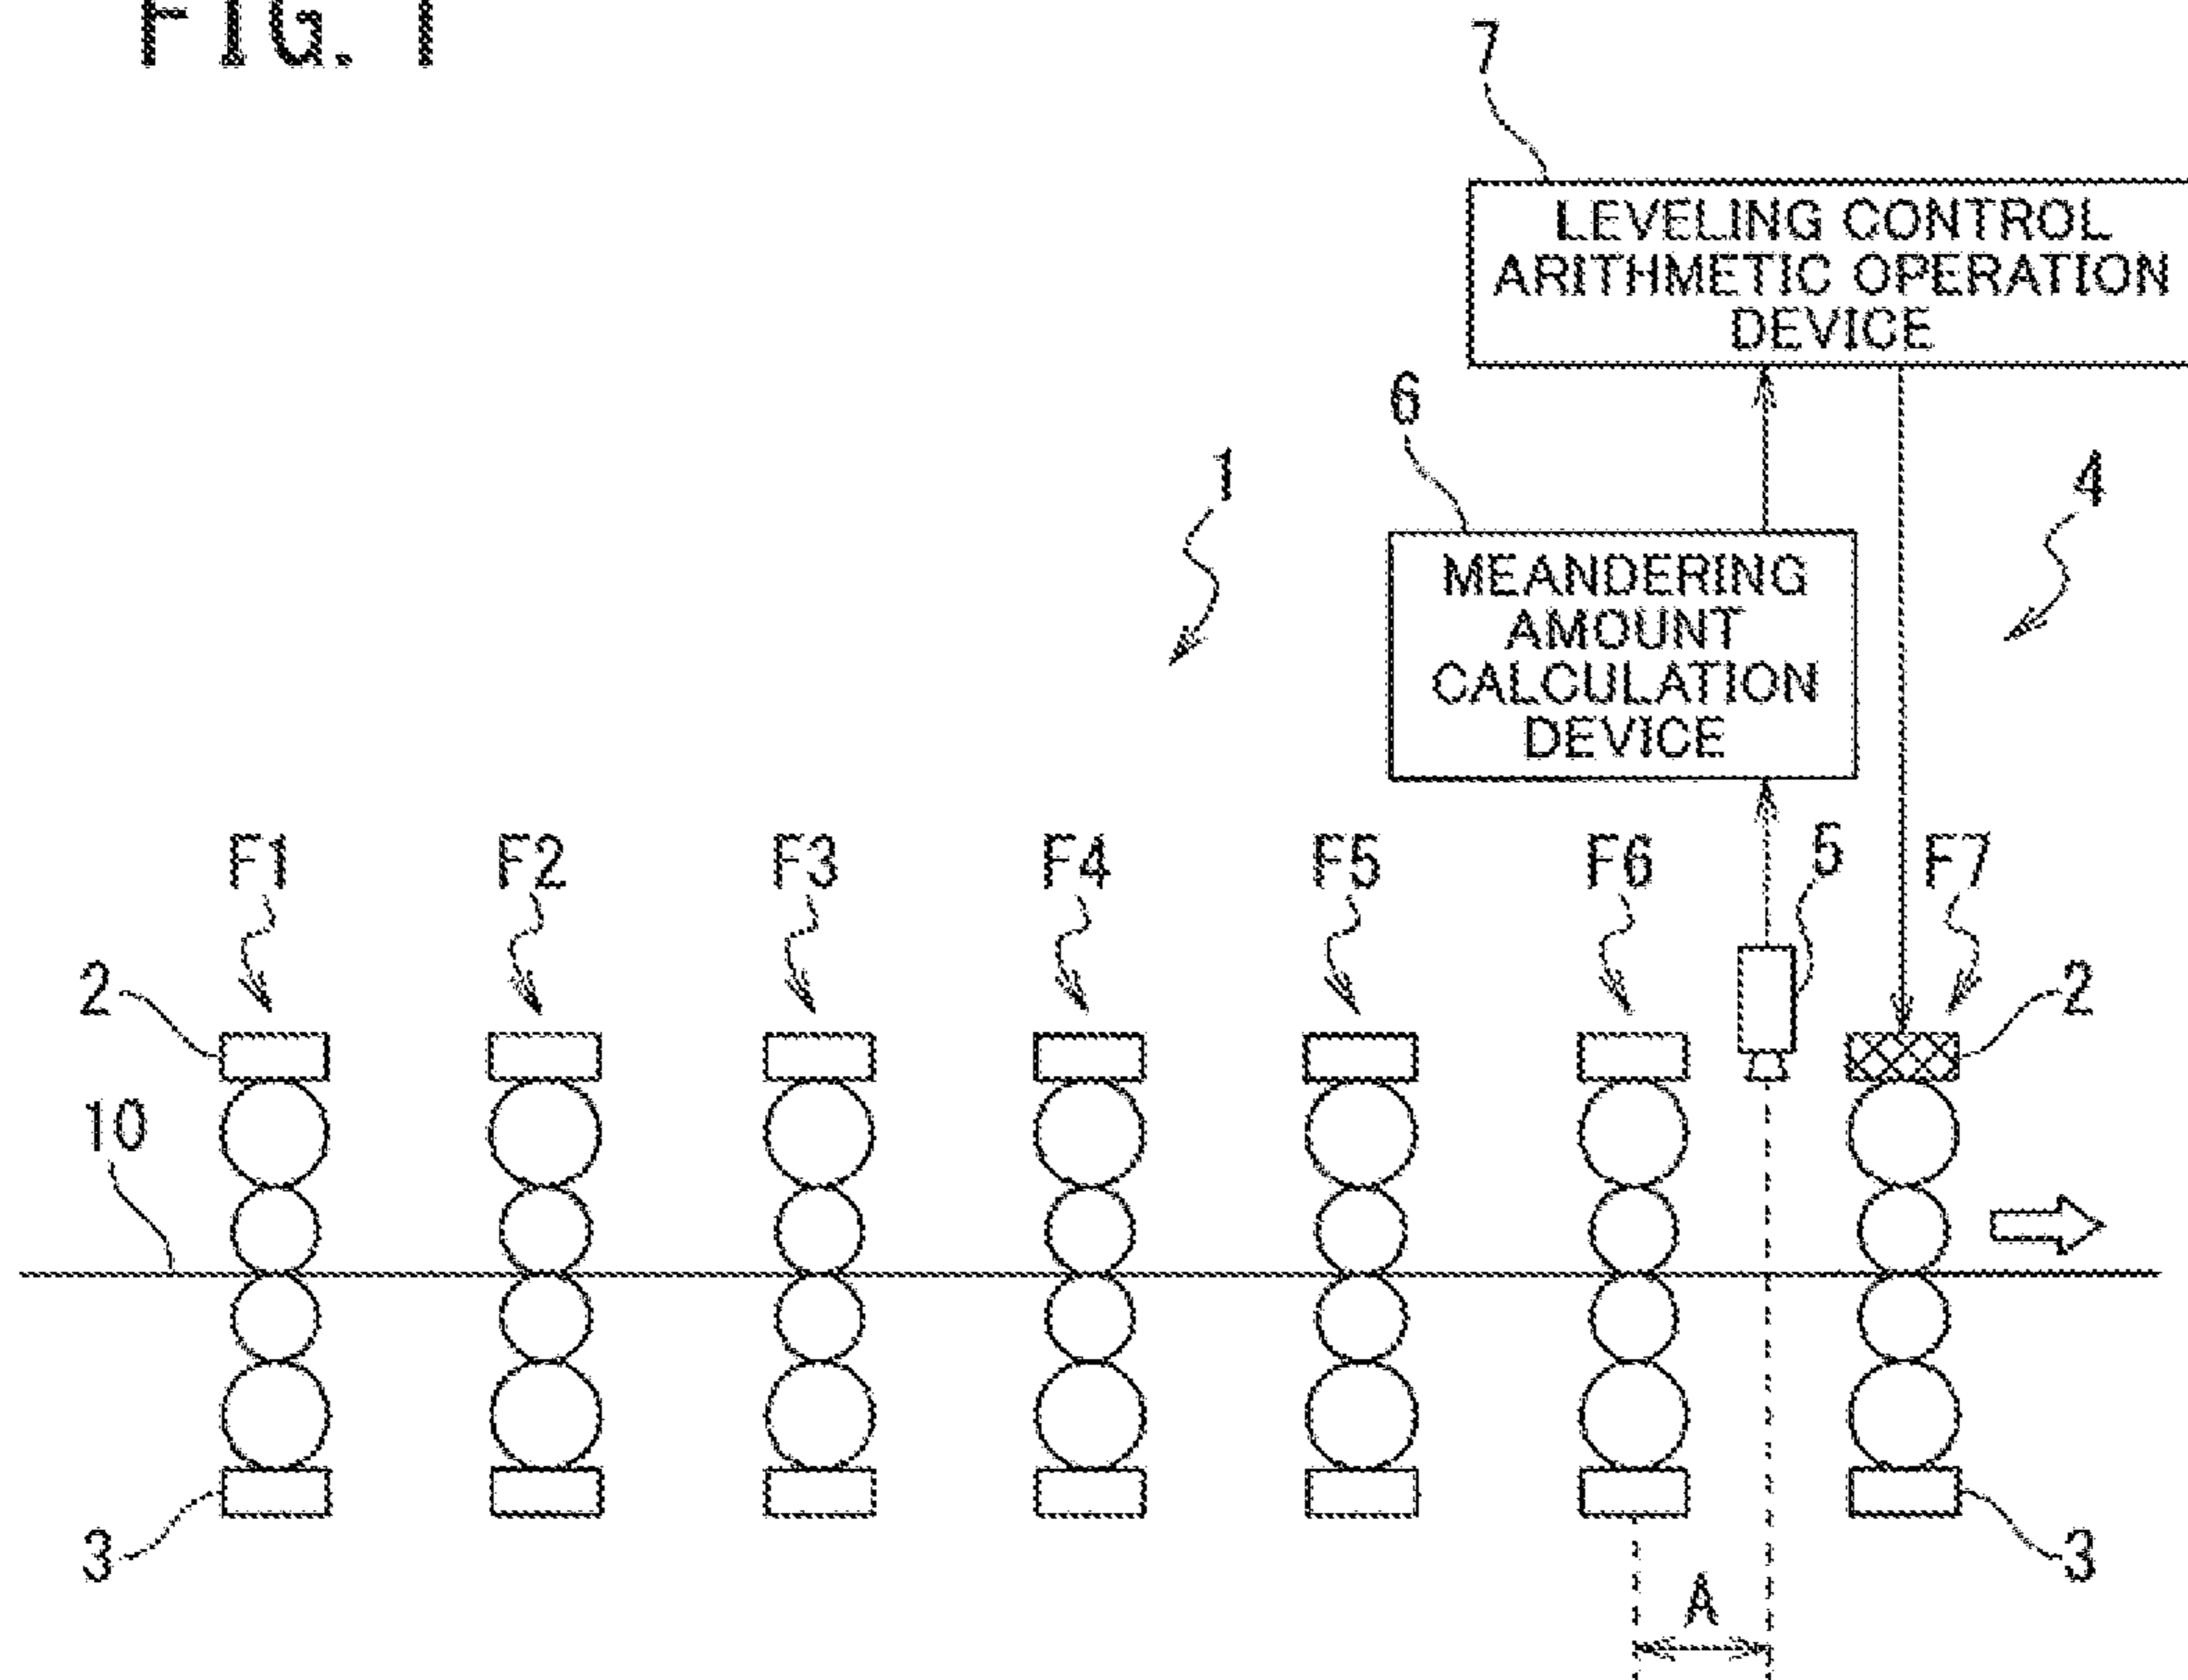 FIG. 1
7
LEVELING CONTROL
ARITHMETIC OPERATION
DEVICE
6
1
4
MEANDERING
AMOUNT
CALCULATION
DEVICE
F1 F2 F3 F4 F5 F6 5 F7
2 2
10
3 3
A